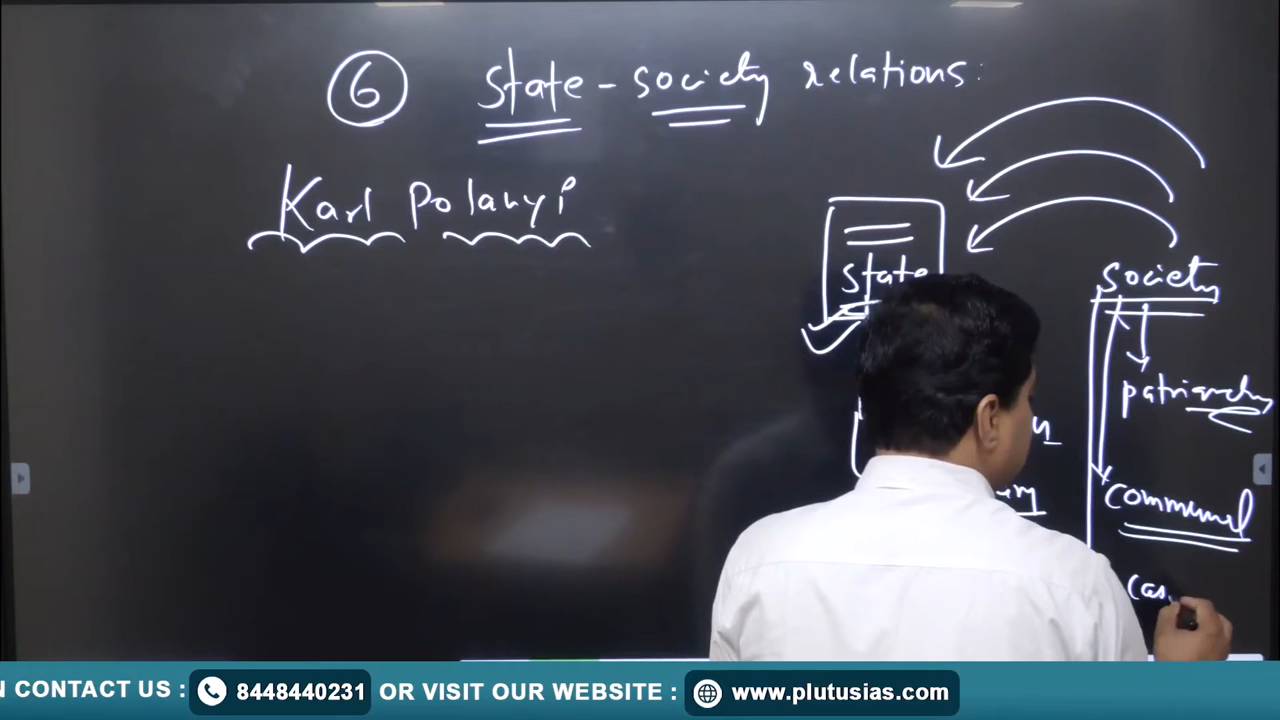 6 State - society relations:
Karl Polanyi
State
society
patriarchy
communal
N CONTACT US : 8448440231 OR VISIT OUR WEBSITE : www.plutusias.com